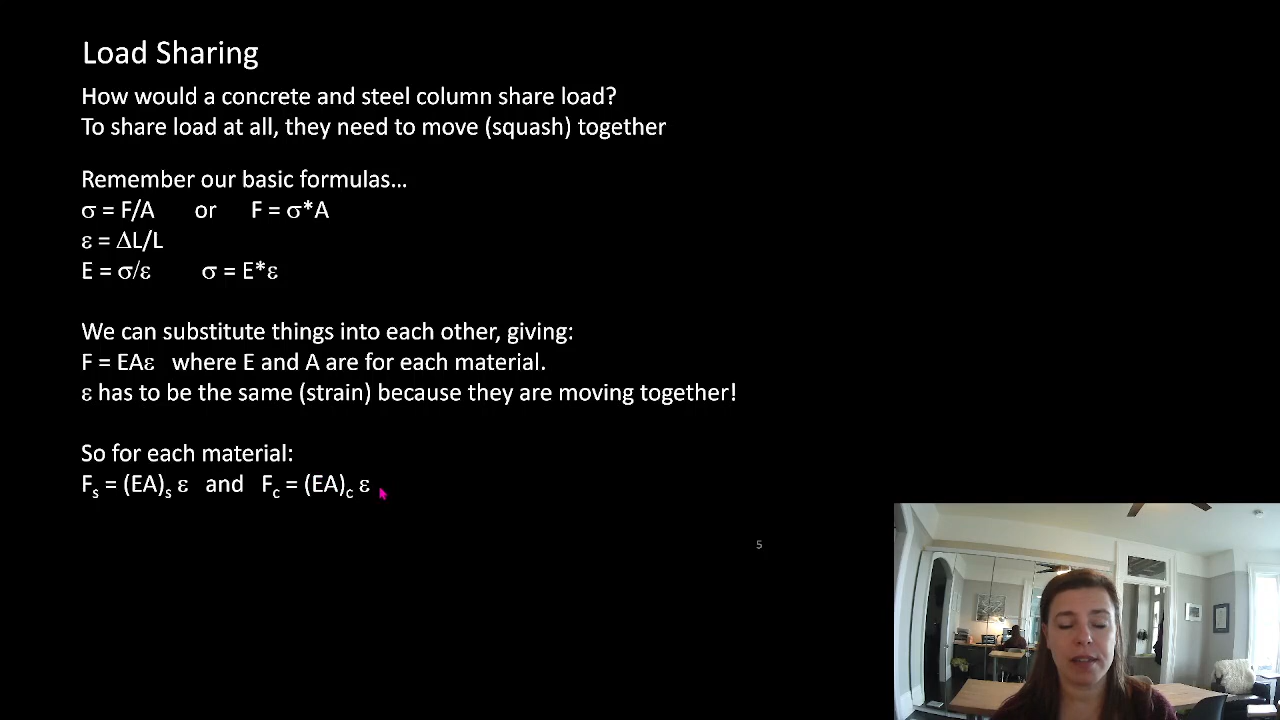 Load Sharing
How would a concrete and steel column share load?
To share load at all, they need to move (squash) together
Remember our basic formulas...
σ = F/A or F = σ*A
ε = ΔL/L
E = σ/ε σ = E*ε
We can substitute things into each other, giving:
F = EAε where E and A are for each material.
ε has to be the same (strain) because they are moving together!
So for each material:
Fₛ = (EA)ₛ ε and F_c = (EA)_c ε
5